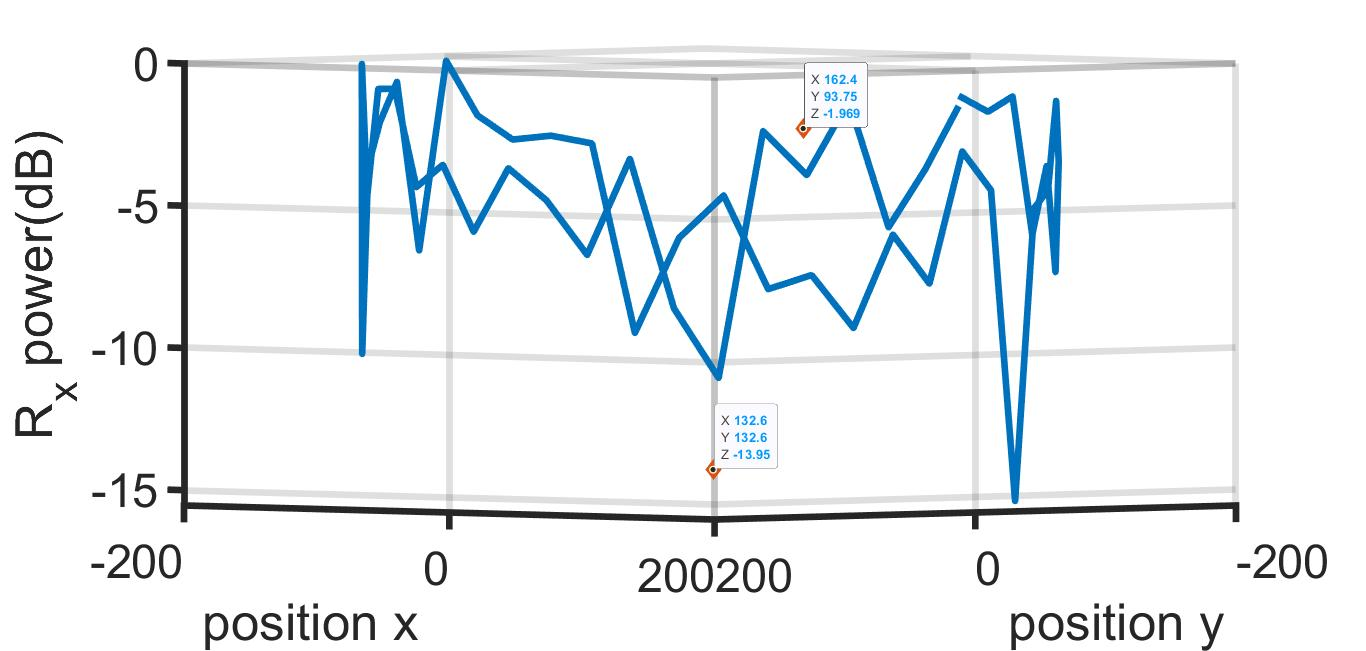 0
-5
-10
-15
Rx power(dB)
X 162.4
Y 93.75
Z -1.969
X 132.6
Y 132.6
Z -13.95
-200
0
200200
0
-200
position x
position y